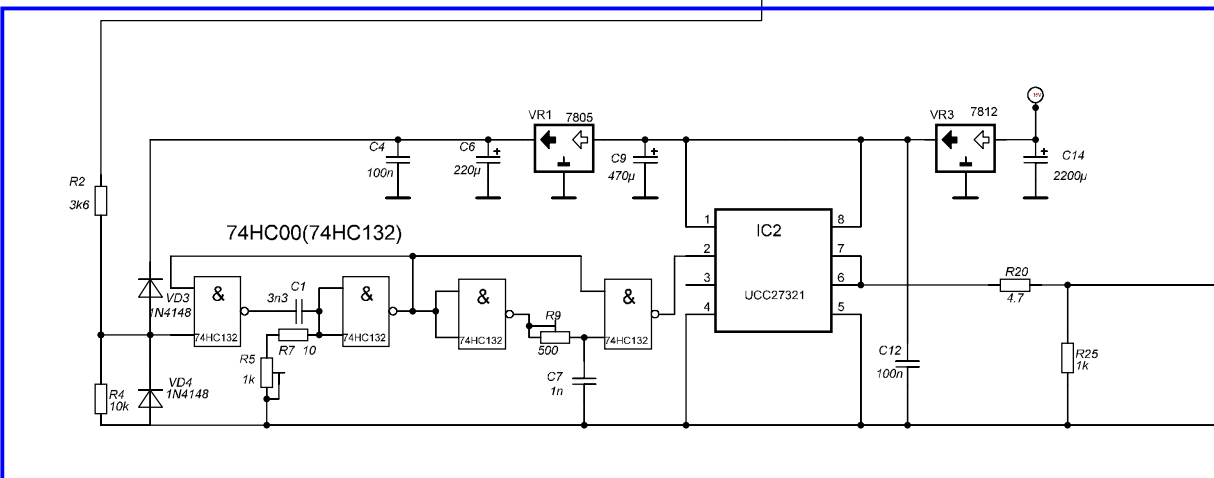 VR1 7805
VR3 7812
C4
100n
C6
220µ
C9
470µ
C14
2200µ
R2
3k6
74HC00(74HC132)
IC2
UCC27321
1
2
3
4
8
7
6
5
R20
4.7
VD3
1N4148
&
74HC132
C1
3n3
&
74HC132
R7 10
R5
1k
&
74HC132
R9
500
&
74HC132
C7
1n
C12
100n
R25
1k
R4
10k
VD4
1N4148